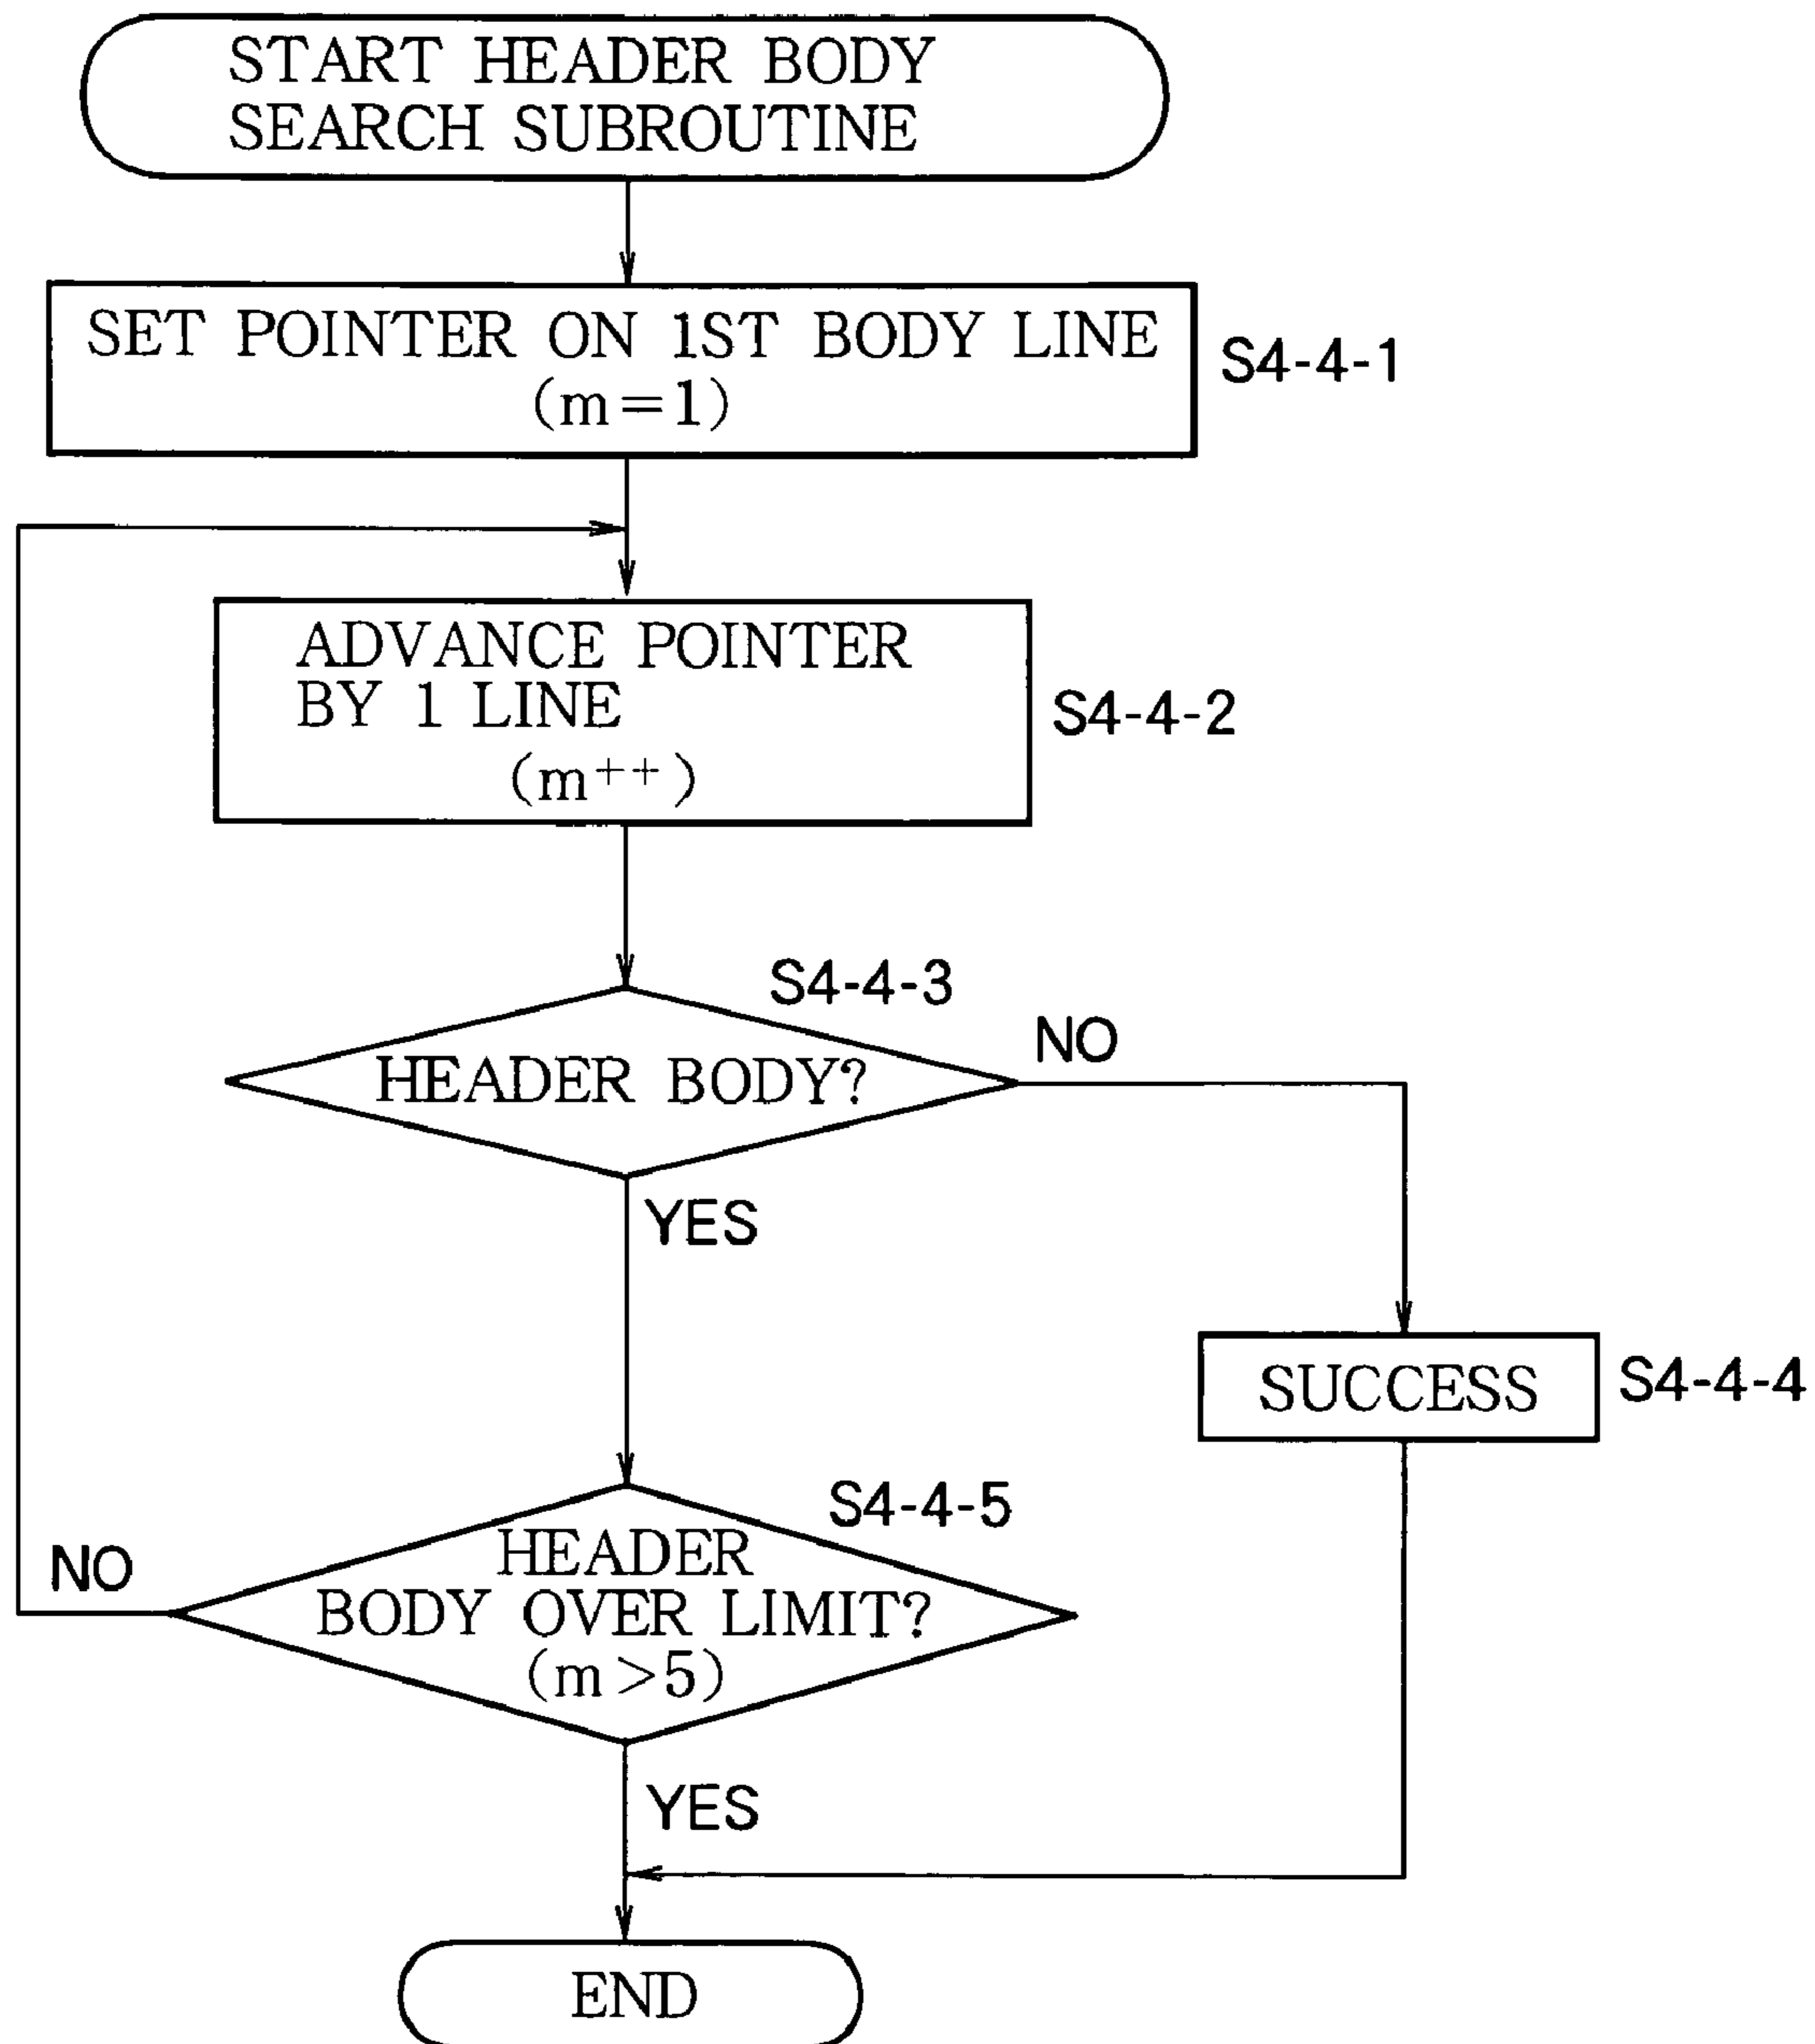 START HEADER BODY
SEARCH SUBROUTINE
SET POINTER ON 1ST BODY LINE
(m=1)
S4-4-1
ADVANCE POINTER
BY 1 LINE
(m++)
S4-4-2
S4-4-3
HEADER BODY?
NO
YES
SUCCESS
S4-4-4
S4-4-5
HEADER
BODY OVER LIMIT?
(m>5)
NO
YES
END